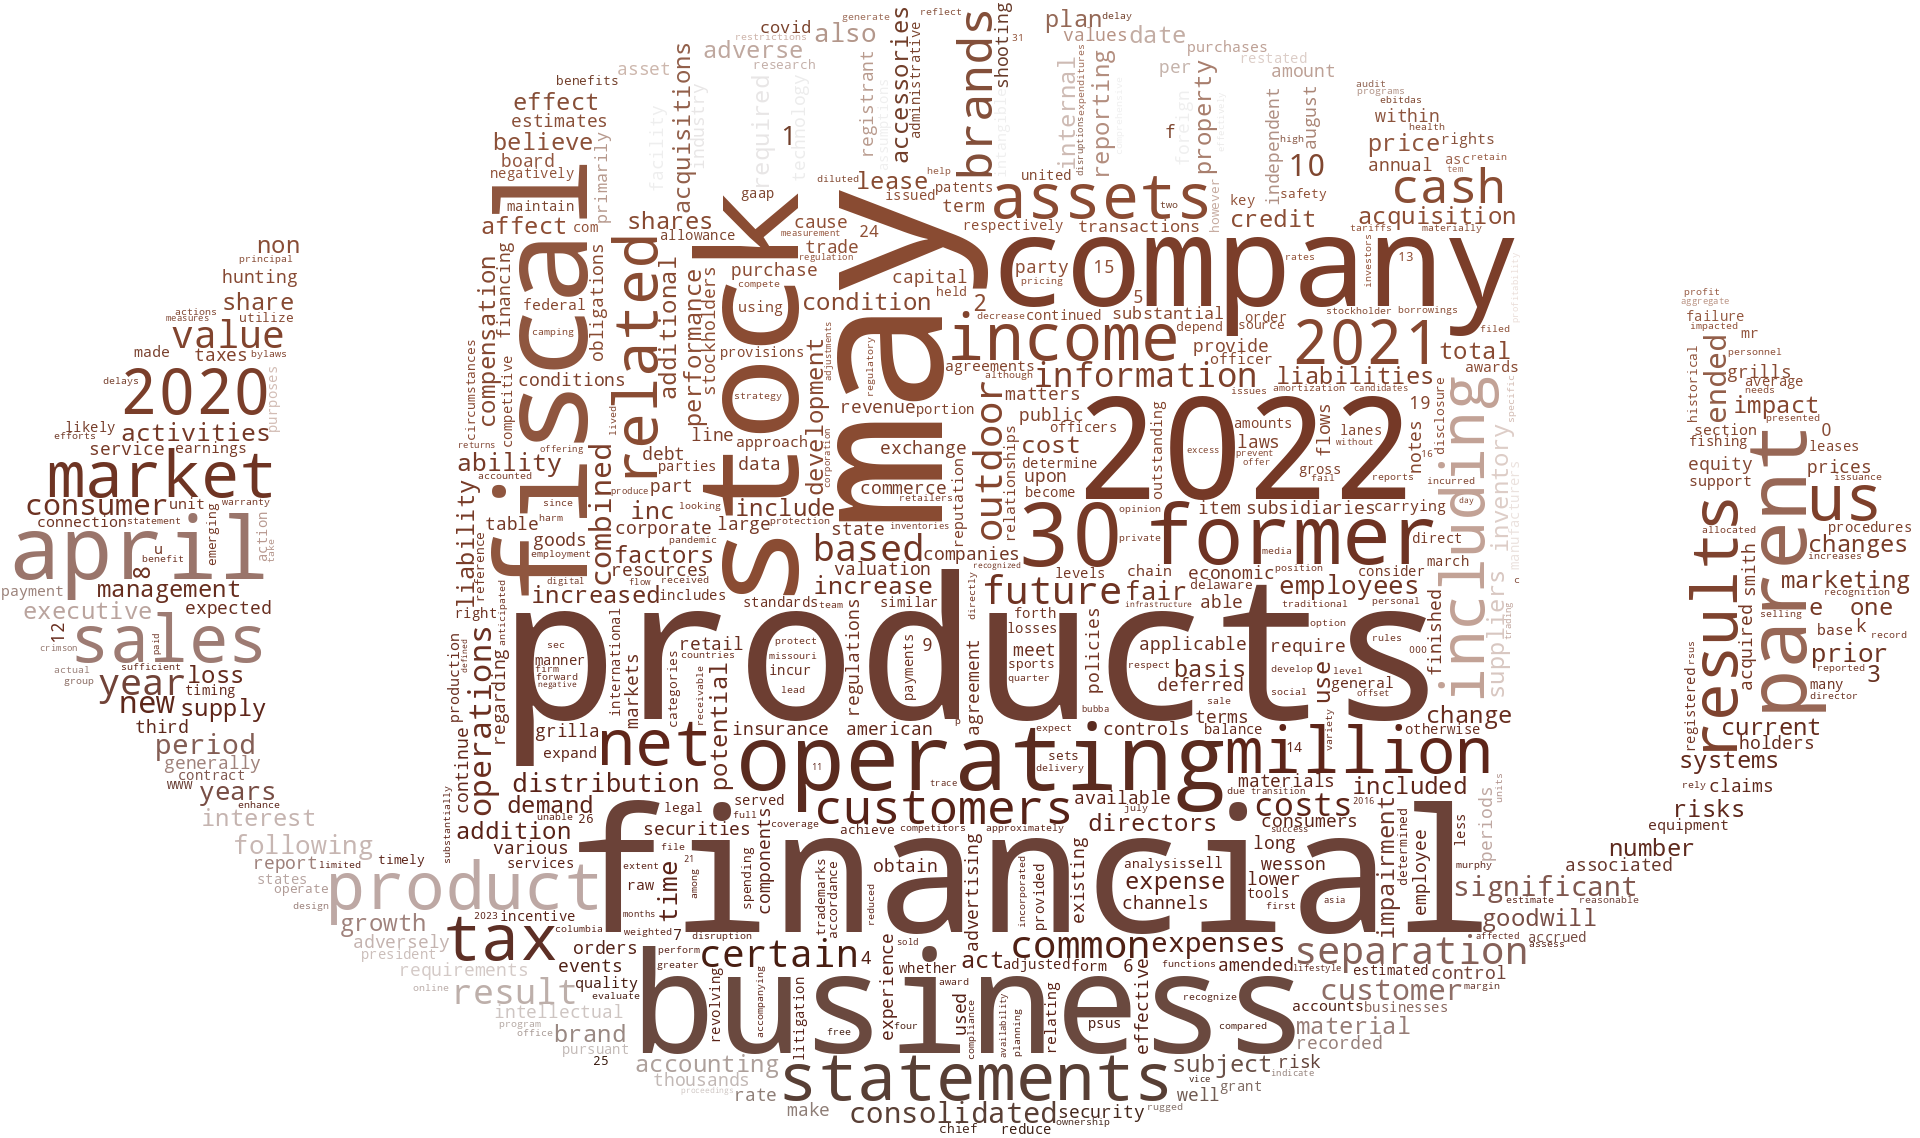 generate
reflect
covid
also
brands
shooting
plan
delay
restrictions
adverse
administrative
31
values
date
purchases
restated
asset
research
accessories
registrant
internal
reporting
per
property
amount
benefits
acquisitions
required
technology
industry
facility
assumptions
intangible
disruptions
expenditures
foreign
effectively
independent
august
high
audit
programs
ebitdas
within
health
effect
estimates
believe
board
negatively
primarily
1
f
10
price
rights
annual
asc
retain
tem
maintain
affect
com
fiscal
shares
allowance
gaap
diluted
help
lease
issued
patents
term
united
assets
two
however
key
safety
credit
cash
acquisition
tariffs
materially
cause
measurement
trade
regulation
24
respectively
transactions
non
principal
hunting
share
utilize
actions
measures
value
made
taxes
bylaws
delays
2020
purposes
likely
efforts
activities
service
earnings
market
consumer
unit
warranty
connection
statement
april
u
benefit
emerging
action
take
8
payment
management
executive
expected
12
crimson
sales
paid
actual
group
sufficient
year
loss
timing
new
supply
third
period
generally
contract
www
years
enhance
interest
following
report
limited
timely
states
operate
design
product
growth
adversely
president
requirements
online
result
intellectual
program
office
brand
pursuant
25
accounting
thousands
proceedings
rate
make
related
stock
may
company
party
15
pricing
5
rates
13
investors
profitability
compensation
financing
federal
camping
obligations
additional
performance
stockholders
purchase
compete
using
condition
capital
held
2
provisions
development
adjustments
regulatory
decrease
continued
substantial
depend
order
source
stockholder
borrowings
filed
income
provide
officer
2021
total
awards
agreements
although
information
issues
liabilities
amortization
candidates
circumstances
competitive
conditions
lived
strategy
revenue
portion
outdoor
matters
public
officers
2022
outstanding
amounts
laws
prevent
offer
excess
flows
lanes
without
19
16
notes
disclosure
specific
returns
offering
ability
accounted
combined
debt
parties
line
approach
data
part
exchange
corporation
commerce
retailers
reputation
relationships
cost
determine
upon
become
gross
fail
reports
incurred
including
day
inventory
suppliers
manufacturers
since
produce
looking
include
inc
table
harm
corporate
large
protection
state
inventories
opinion
item
subsidiaries
carrying
private
media
30
former
direct
goods
employment
factors
pandemic
resources
based
companies
valuation
recognized
levels
chain
economic
position
consider
march
c
liability
reference
digital
flow
received
increased
includes
increase
future
fair
delaware
employees
right
anticipated
standards
team
similar
directly
forth
infrastructure
able
traditional
personal
products
losses
option
rules
000
trading
production
defined
operations
regarding
international
sec
manner
firm
forward
negative
retail
countries
protect
missouri
incur
lead
regulations
payments
9
meet
sports
quarter
policies
applicable
respect
basis
deferred
require
develop
level
social
use
general
offset
finished
markets
categories
receivable
potential
agreement
p
bubba
sale
terms
balance
variety
change
otherwise
continue
grilla
expand
net
insurance
american
expect
controls
operating
11
trace
sets
delivery
14
million
materials
substantially
distribution
demand
unable
26
legal
served
full
customers
available
july
due
transition
costs
2016
included
units
addition
various
services
securities
components
coverage
achieve
competitors
approximately
directors
consumers
success
impairment
determined
less
periods
file
extent
21
raw
among
time
spending
financial
trademarks
accordance
obtain
reduced
advertising
incorporated
provided
existing
analysis
sell
expense
channels
long
wesson
lower
tools
first
asia
employee
murphy
significant
estimate
reasonable
associated
2023
incentive
columbia
months
weighted
7
disruption
tax
orders
events
quality
evaluate
perform
greater
certain
4
experience
sold
whether
act
award
common
adjusted
form
6
expenses
functions
amended
separation
lifestyle
affected
assess
accrued
goodwill
estimated
control
customer
margin
revolving
accompanying
litigation
business
free
four
used
compliance
availability
planning
relating
psus
effective
recognize
compared
accounts
businesses
material
recorded
statements
subject
risk
vice
indicate
well
grant
consolidated
security
ownership
rugged
chief
reduce
profit
aggregate
failure
impacted
mr
personnel
historical
ended
grills
average
needs
impact
presented
section
fishing
0
leases
equity
support
prices
issuance
us
results
parent
allocated
procedures
changes
increases
smith
acquired
marketing
recognition
selling
e
one
base
k
record
prior
reported
3
many
director
registered
rsus
current
holders
systems
rely
claims
risks
equipment
number